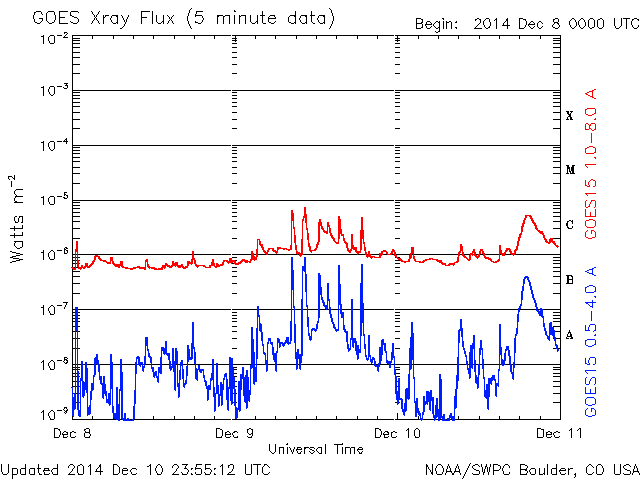 GOES Xray Flux (5 minute data)
Begin: 2014 Dec 8 0000 UTC
10⁻²
10⁻³
10⁻⁴
10⁻⁵
10⁻⁶
10⁻⁷
10⁻⁸
10⁻⁹
Watts m⁻²
X
M
C
B
A
GOES15 1.0-8.0 A
GOES15 0.5-4.0 A
Dec 8
Dec 9
Dec 10
Dec 11
Universal Time
Updated 2014 Dec 10 23:55:12 UTC
NOAA/SWPC Boulder, CO USA